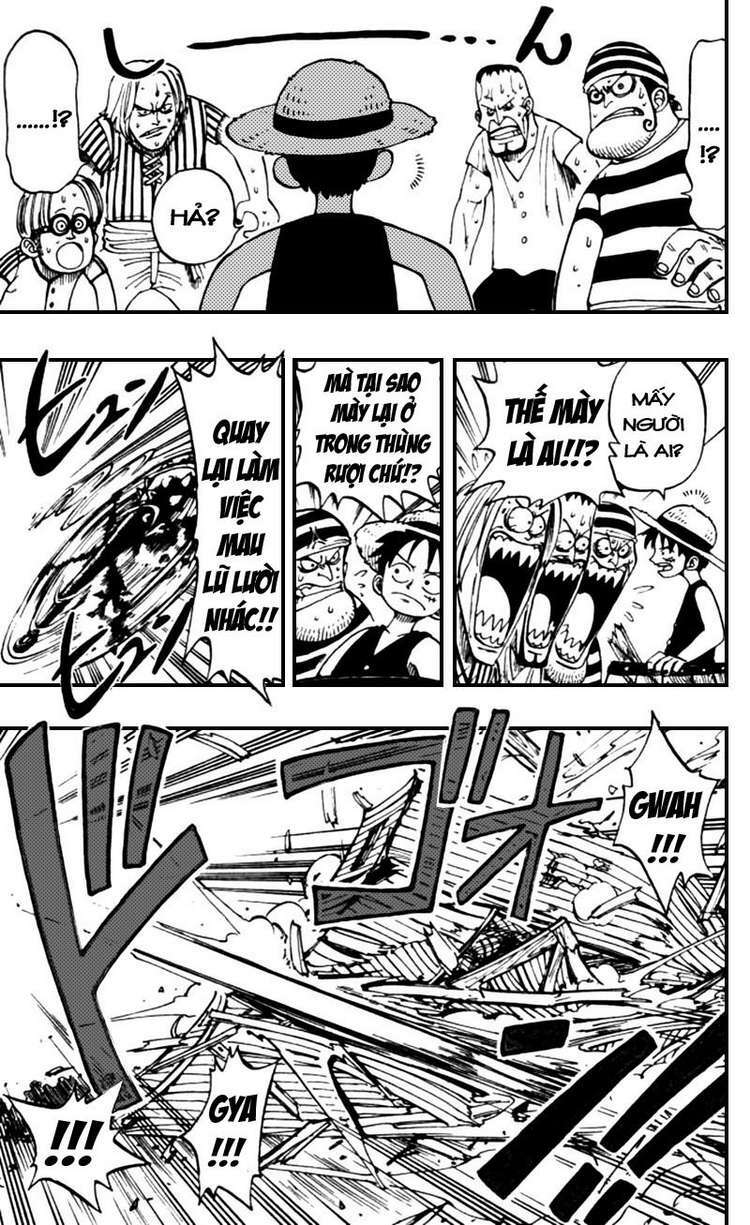 しーーー…ん
....
!?
HẢ?
......!?
MẤY
NGƯỜI
LÀ AI?
THẾ MÀY
LÀ AI!!?
MÀ TẠI SAO
MÀY LẠI Ở
TRONG THÙNG
RƯỢI CHỨ!?
QUAY
LẠI LÀM
VIỆC
MAU
LŨ LƯỜI
NHÁC!!
ヒュン
ヒュン
GWAH
!!!
ドゴオ!!
GYA
!!!
!!!